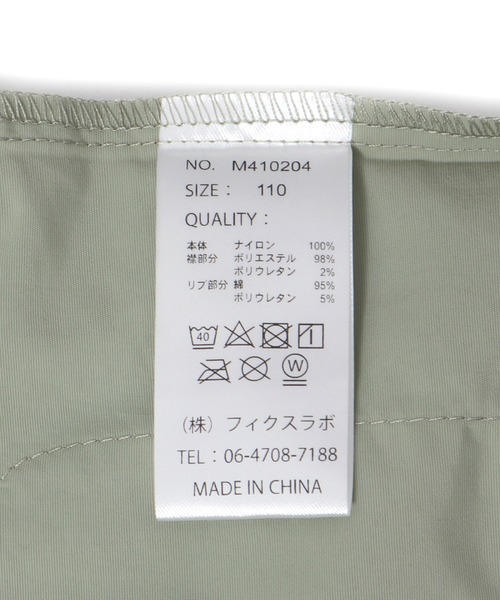 NO. M410204
SIZE： 110
QUALITY：
本体 ナイロン 100%
襟部分 ポリエステル 98%
ポリウレタン 2%
リブ部分 綿 95%
ポリウレタン 5%
40
W
（株）フィクスラボ
TEL：06-4708-7188
MADE IN CHINA